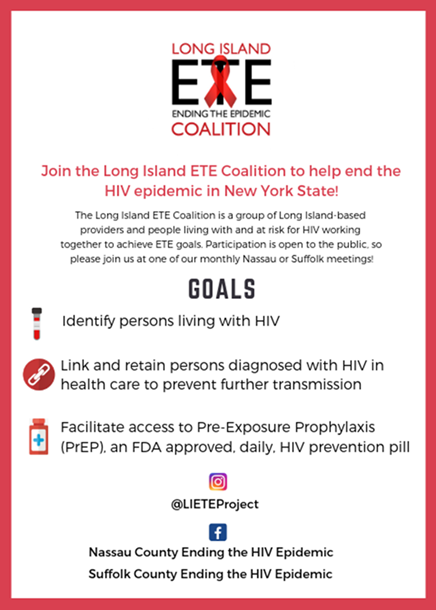 LONG ISLAND
ETE
ENDING THE EPIDEMIC
COALITION
Join the Long Island ETE Coalition to help end the
HIV epidemic in New York State!
The Long Island ETE Coalition is a group of Long Island-based
providers and people living with and at risk for HIV working
together to achieve ETE goals. Participation is open to the public, so
please join us at one of our monthly Nassau or Suffolk meetings!
GOALS
Identify persons living with HIV
Link and retain persons diagnosed with HIV in
health care to prevent further transmission
Facilitate access to Pre-Exposure Prophylaxis
(PrEP), an FDA approved, daily, HIV prevention pill
@LIETEProject
Nassau County Ending the HIV Epidemic
Suffolk County Ending the HIV Epidemic